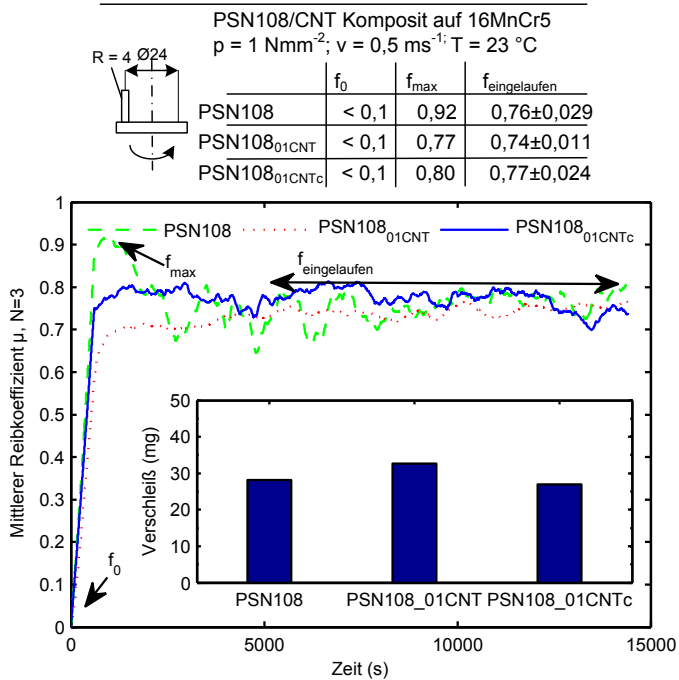 PSN108/CNT Komposit auf 16MnCr5
p = 1 Nmm⁻²; v = 0,5 ms⁻¹; T = 23 °C
R = 4 Ø24
f₀ fmax feingelaufen
PSN108 < 0,1 0,92 0,76±0,029
PSN108₀₁CNT < 0,1 0,77 0,74±0,011
PSN108₀₁CNTc < 0,1 0,80 0,77±0,024
PSN108 PSN108₀₁CNT PSN108₀₁CNTc
fmax
feingelaufen
f₀
Mittlerer Reibkoeffizient µ, N=3
1
0.9
0.8
0.7
0.6
0.5
0.4
0.3
0.2
0.1
0
Verschleiß (mg)
50
40
30
20
10
0
PSN108 PSN108_01CNT PSN108_01CNTc
0 5000 10000 15000
Zeit (s)